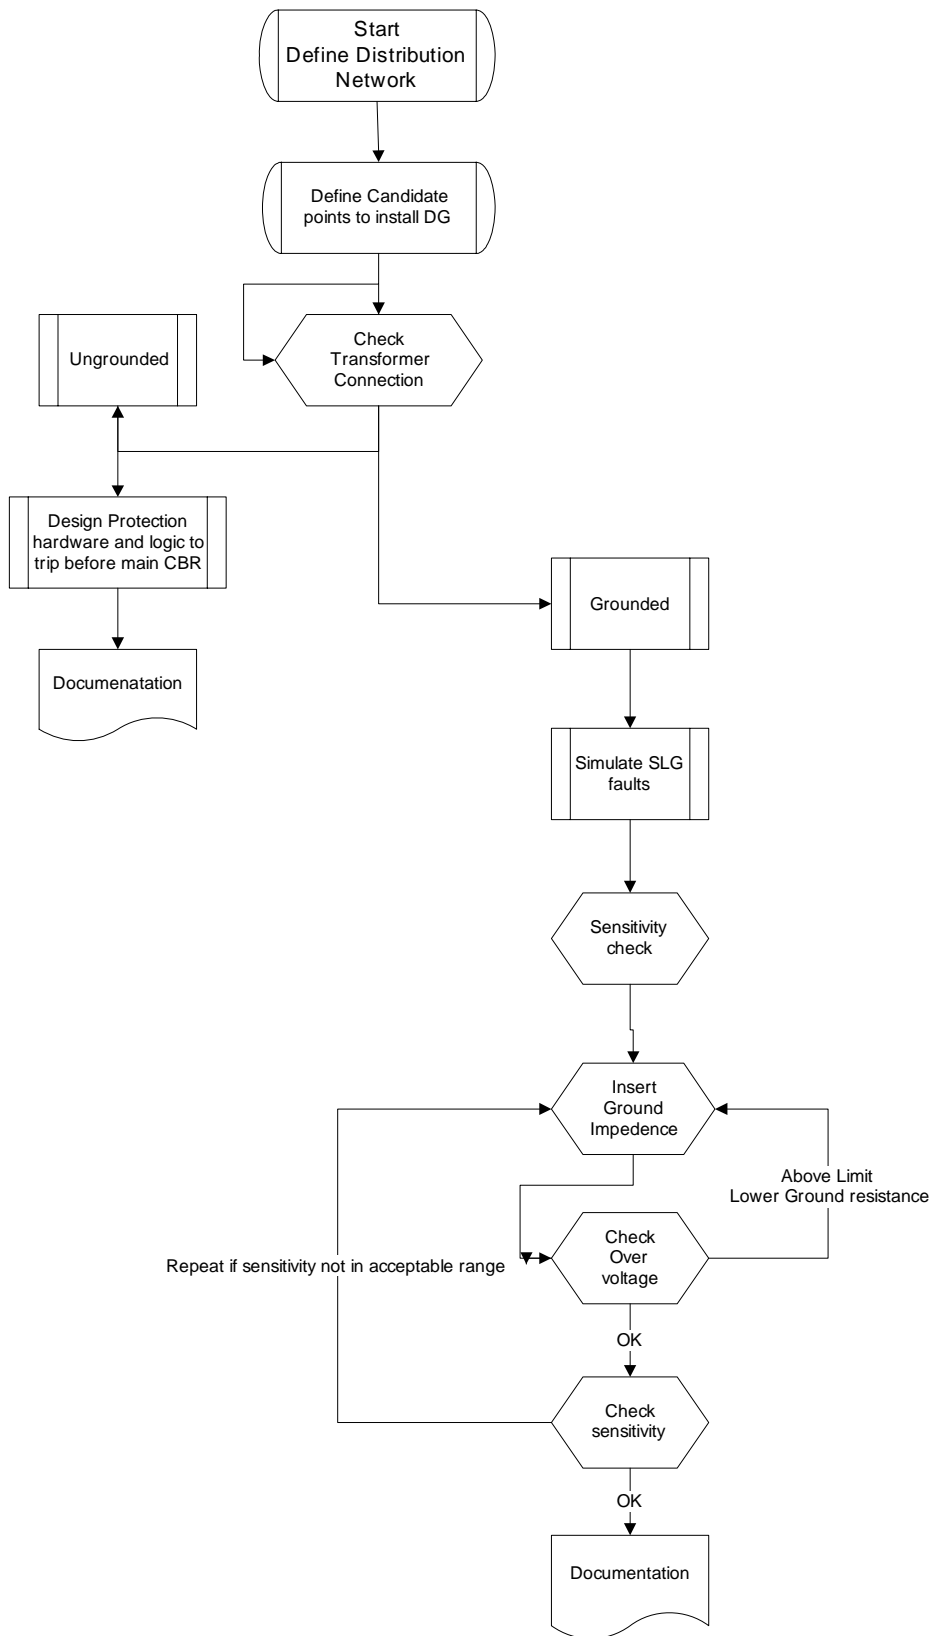 Start
Define Distribution
Network
Define Candidate
points to install DG
Check
Transformer
Connection
Ungrounded
Design Protection
hardware and logic to
trip before main CBR
Documenatation
Grounded
Simulate SLG
faults
Sensitivity
check
Insert
Ground
Impedence
Above Limit
Lower Ground resistance
Check
Over
voltage
Repeat if sensitivity not in acceptable range
OK
Check
sensitivity
OK
Documentation